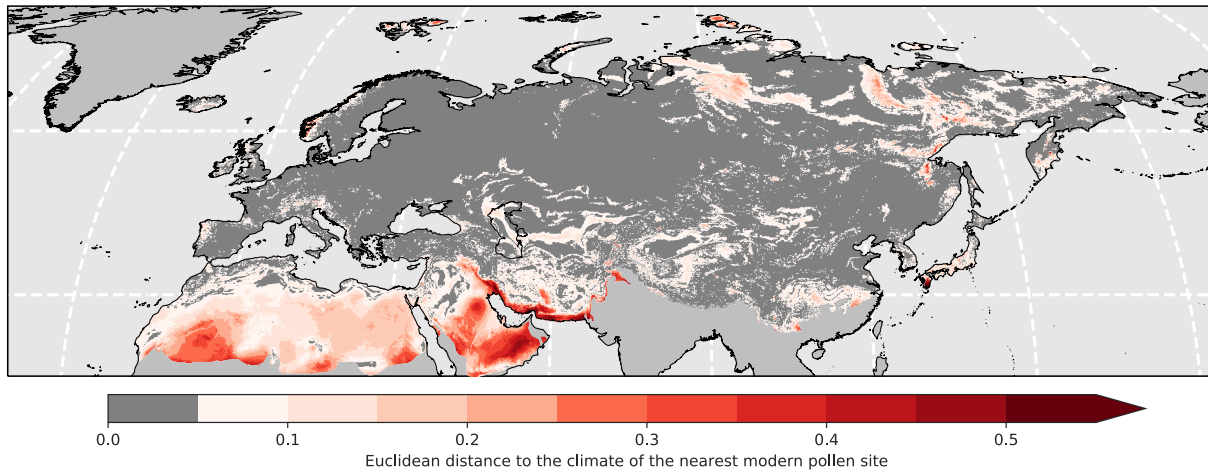 0.0 0.1 0.2 0.3 0.4 0.5
Euclidean distance to the climate of the nearest modern pollen site